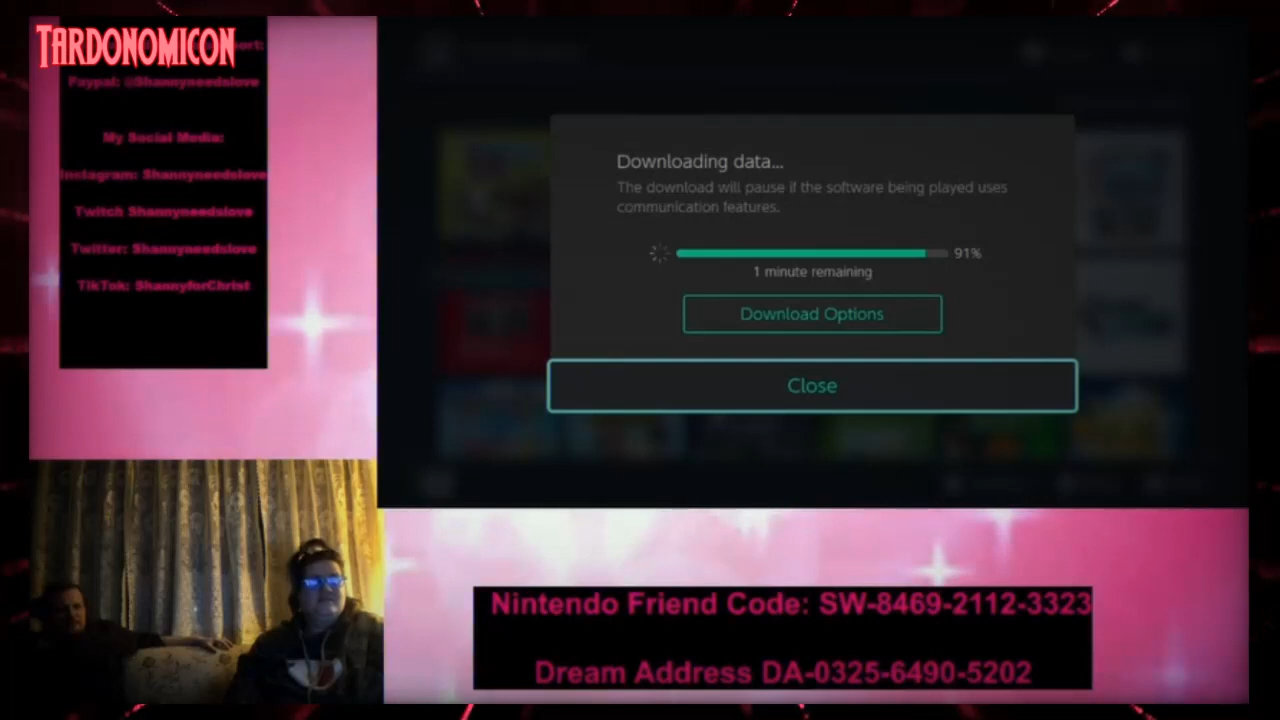 TARDONOMICON
ort:
Paypal: @Shannyneedslove
My Social Media:
Instagram: Shannyneedslove
Twitch Shannyneedslove
Twitter: Shannyneedslove
TikTok: ShannyforChrist
Downloading data...
The download will pause if the software being played uses
communication features.
91%
1 minute remaining
Download Options
Close
Nintendo Friend Code: SW-8469-2112-3323
Dream Address DA-0325-6490-5202